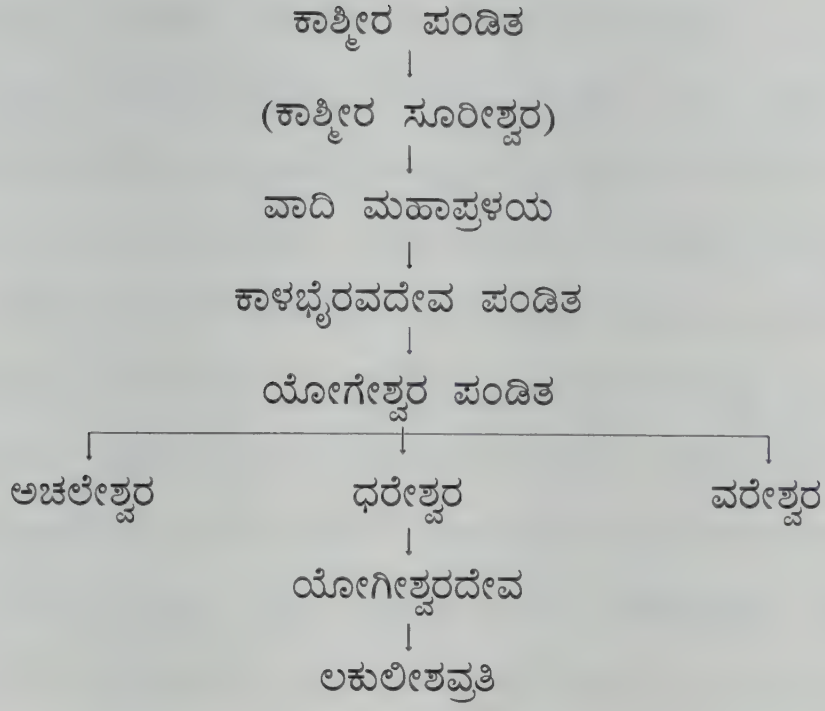 ಕಾಶ್ಮೀರ ಪಂಡಿತ
(ಕಾಶ್ಮೀರ ಸೂರೀಶ್ವರ)
ವಾದಿ ಮಹಾಪ್ರಳಯ
ಕಾಳಭೈರವದೇವ ಪಂಡಿತ
ಯೋಗೇಶ್ವರ ಪಂಡಿತ
ಅಚಲೇಶ್ವರ ಧರೇಶ್ವರ ವರೇಶ್ವರ
ಯೋಗೀಶ್ವರದೇವ
ಲಕುಲೀಶವ್ರತಿ